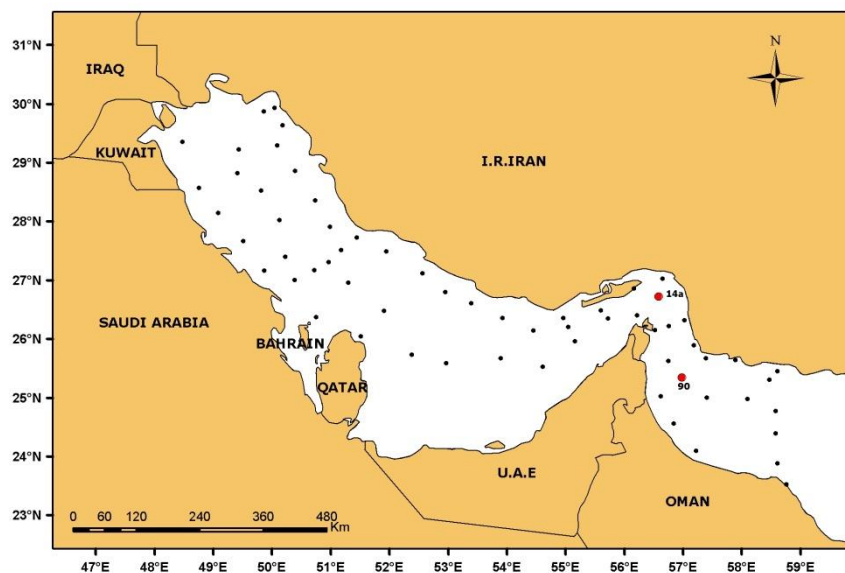 N
31°N
IRAQ
30°N
KUWAIT
29°N
I.R.IRAN
28°N
27°N
14a
SAUDI ARABIA
26°N
BAHRAIN
QATAR
90
25°N
24°N
U.A.E
OMAN
23°N
0 60 120 240 360 480
Km
47°E 48°E 49°E 50°E 51°E 52°E 53°E 54°E 55°E 56°E 57°E 58°E 59°E